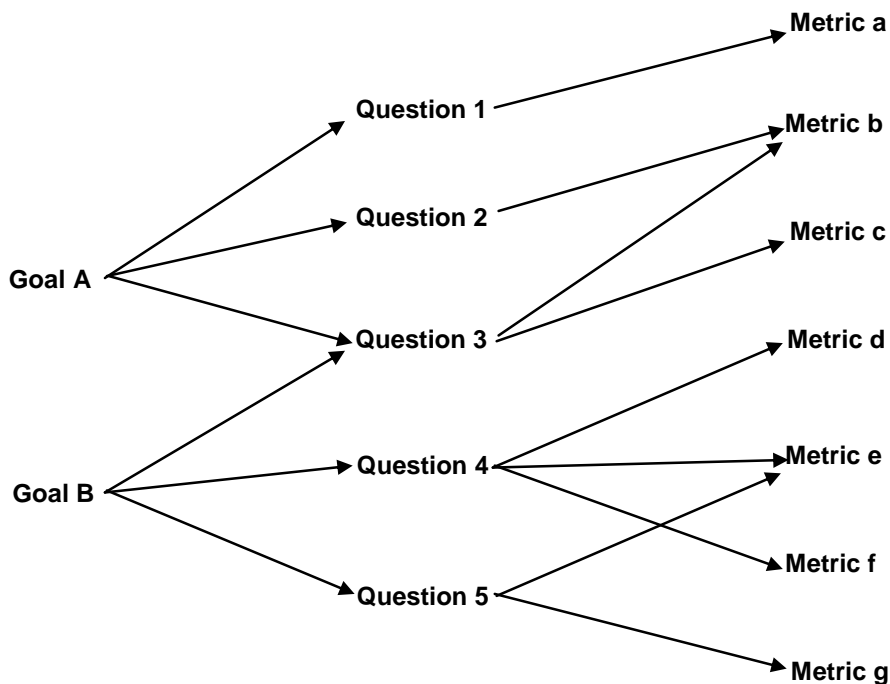 Metric a
Question 1
Metric b
Question 2
Metric c
Goal A
Question 3
Metric d
Question 4
Metric e
Goal B
Metric f
Question 5
Metric g